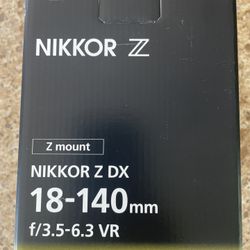 NIKKOR Z
Z mount
NIKKOR Z DX
18-140mm
f/3.5-6.3 VR